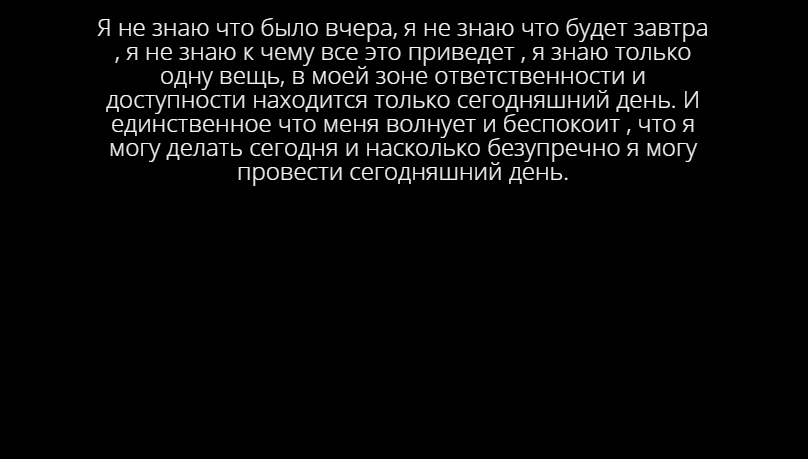 Я не знаю что было вчера, я не знаю что будет завтра
, я не знаю к чему все это приведет , я знаю только
одну вещь, в моей зоне ответственности и
доступности находится только сегодняшний день. И
единственное что меня волнует и беспокоит , что я
могу делать сегодня и насколько безупречно я могу
провести сегодняшний день.